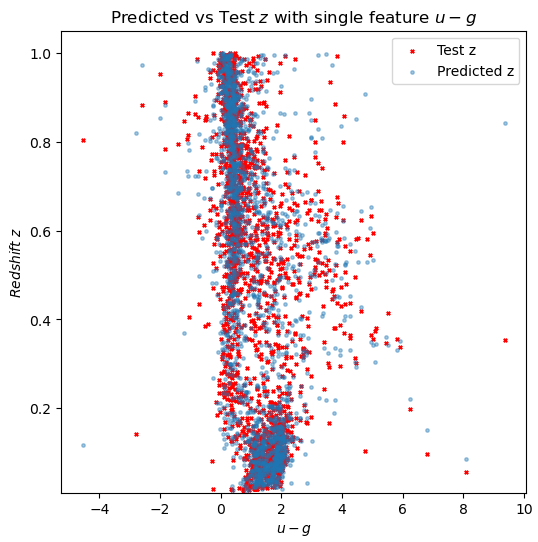 Predicted vs Test z with single feature u − g
Test z
Predicted z
1.0
0.8
0.6
0.4
0.2
Redshift z
−4
−2
0
2
4
6
8
10
u − g